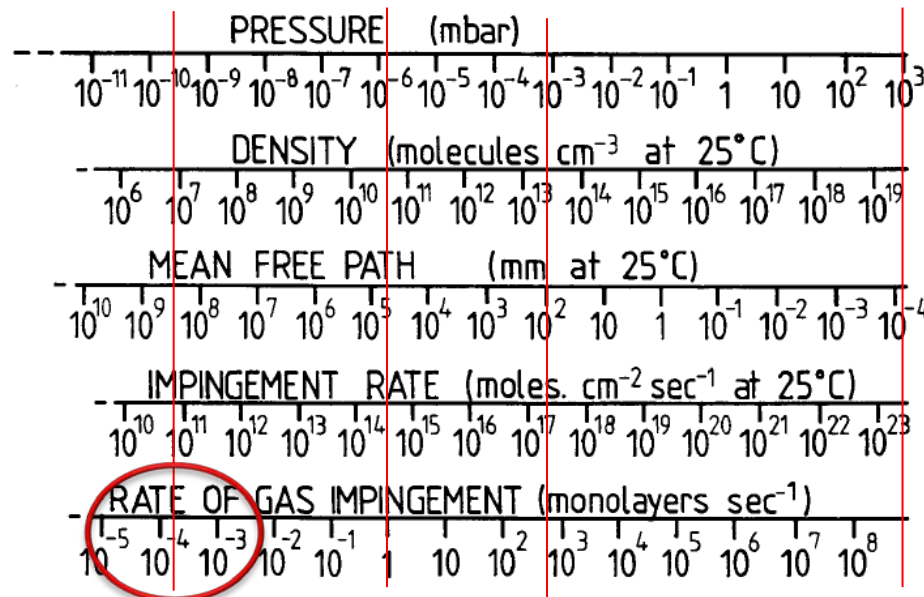 PRESSURE (mbar)
10⁻¹¹ 10⁻¹⁰ 10⁻⁹ 10⁻⁸ 10⁻⁷ 10⁻⁶ 10⁻⁵ 10⁻⁴ 10⁻³ 10⁻² 10⁻¹ 1 10 10² 10³
DENSITY (molecules cm⁻³ at 25°C)
10⁶ 10⁷ 10⁸ 10⁹ 10¹⁰ 10¹¹ 10¹² 10¹³ 10¹⁴ 10¹⁵ 10¹⁶ 10¹⁷ 10¹⁸ 10¹⁹
MEAN FREE PATH (mm at 25°C)
10¹⁰ 10⁹ 10⁸ 10⁷ 10⁶ 10⁵ 10⁴ 10³ 10² 10 1 10⁻¹ 10⁻² 10⁻³ 10⁻⁴
IMPINGEMENT RATE (moles. cm⁻² sec⁻¹ at 25°C)
10¹⁰ 10¹¹ 10¹² 10¹³ 10¹⁴ 10¹⁵ 10¹⁶ 10¹⁷ 10¹⁸ 10¹⁹ 10²⁰ 10²¹ 10²² 10²³
RATE OF GAS IMPINGEMENT (monolayers sec⁻¹)
10⁻⁵ 10⁻⁴ 10⁻³ 10⁻² 10⁻¹ 1 10 10² 10³ 10⁴ 10⁵ 10⁶ 10⁷ 10⁸